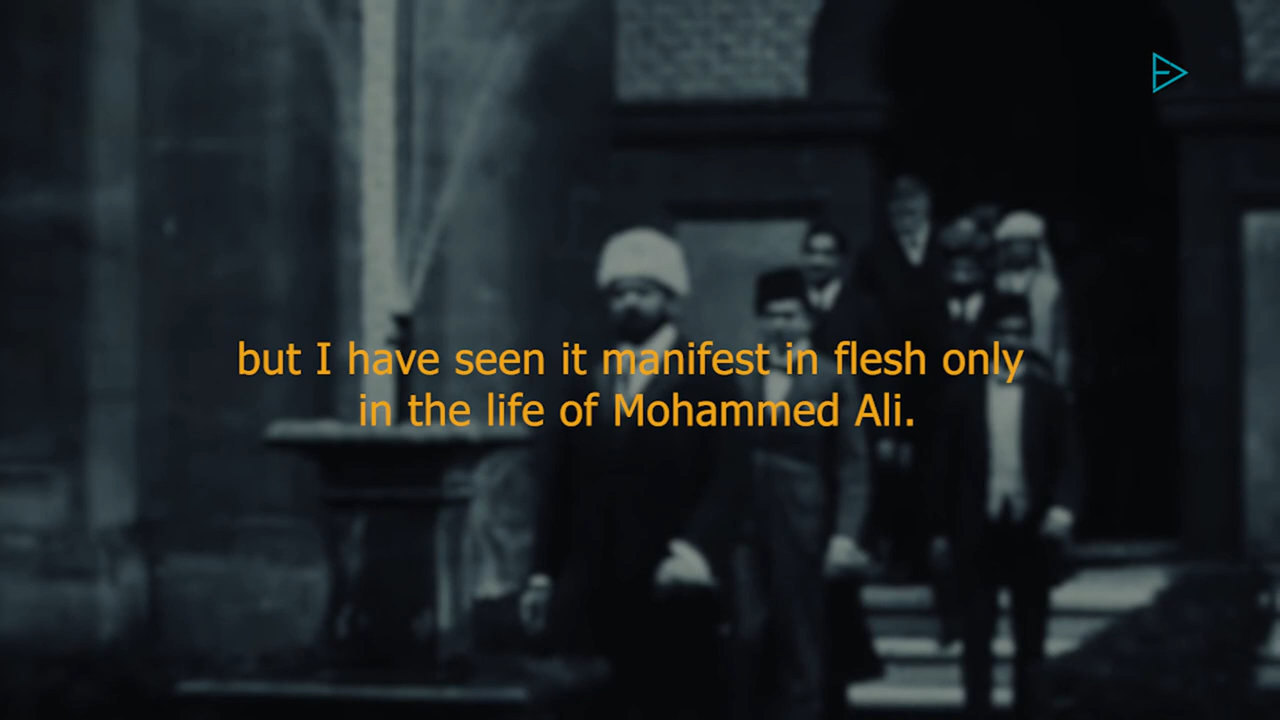 but I have seen it manifest in flesh only
in the life of Mohammed Ali.